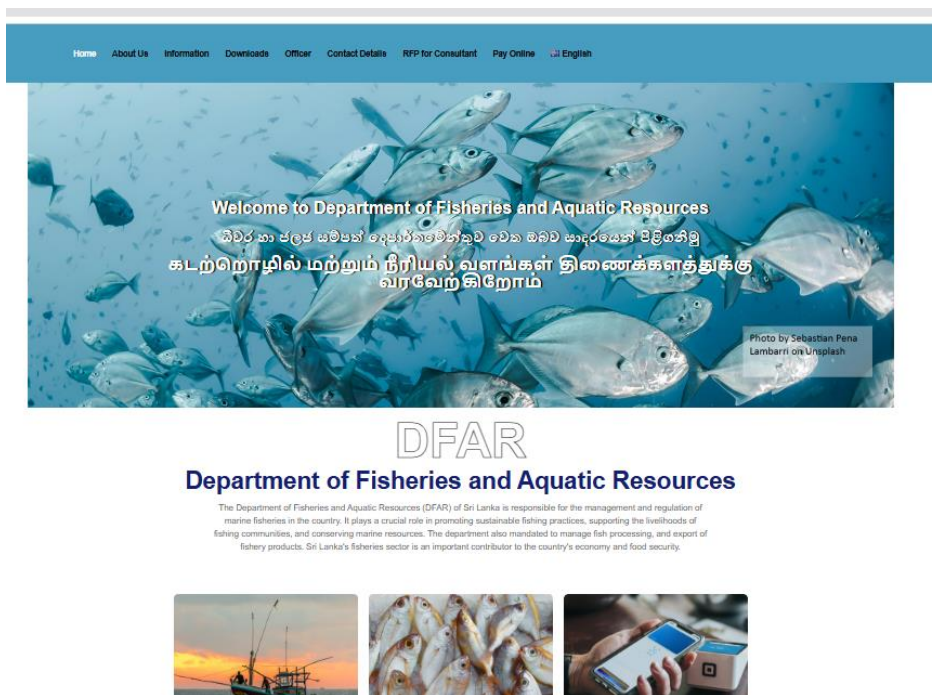 Home About Us Information Downloads Officer Contact Details RFP for Consultant Pay Online English
Welcome to Department of Fisheries and Aquatic Resources
ධීවර හා ජලජ සම්පත් දෙපාර්තමේන්තුව වෙත ඔබව සාදරයෙන් පිළිගනිමු
கடற்றொழில் மற்றும் நீரியல் வளங்கள் திணைக்களத்துக்கு
வரவேற்கிறோம்
Photo by Sebastian Pena
Lambarri on Unsplash
DFAR
Department of Fisheries and Aquatic Resources
The Department of Fisheries and Aquatic Resources (DFAR) of Sri Lanka is responsible for the management and regulation of
marine fisheries in the country. It plays a crucial role in promoting sustainable fishing practices, supporting the livelihoods of
fishing communities, and conserving marine resources. The department also mandated to manage fish processing, and export of
fishery products. Sri Lanka's fisheries sector is an important contributor to the country's economy and food security.